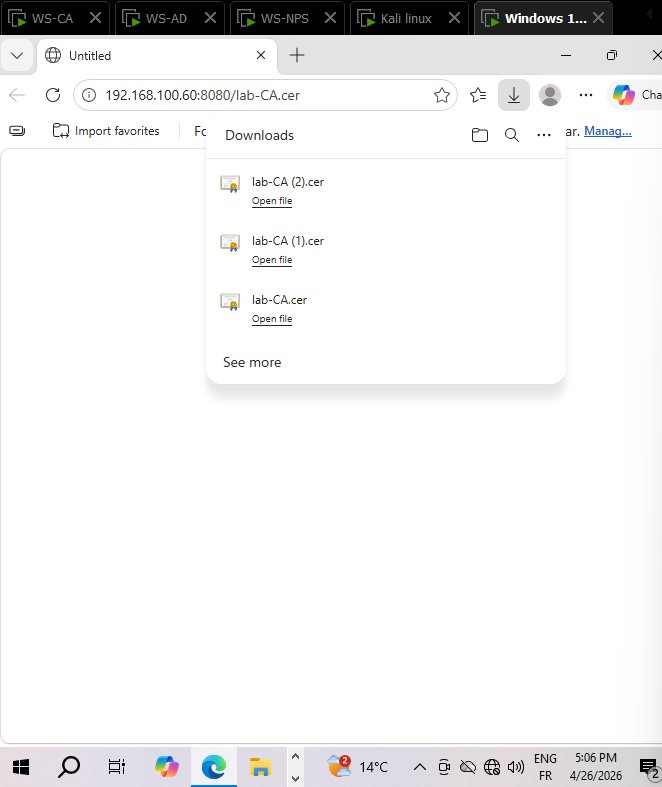 WS-CA
WS-AD
WS-NPS
Kali linux
Windows 1...
Untitled
192.168.100.60:8080/lab-CA.cer
Cha
Import favorites
Fo
Downloads
ar. Manag...
lab-CA (2).cer
Open file
lab-CA (1).cer
Open file
lab-CA.cer
Open file
See more
2
14°C
ENG
FR
5:06 PM
4/26/2026
2